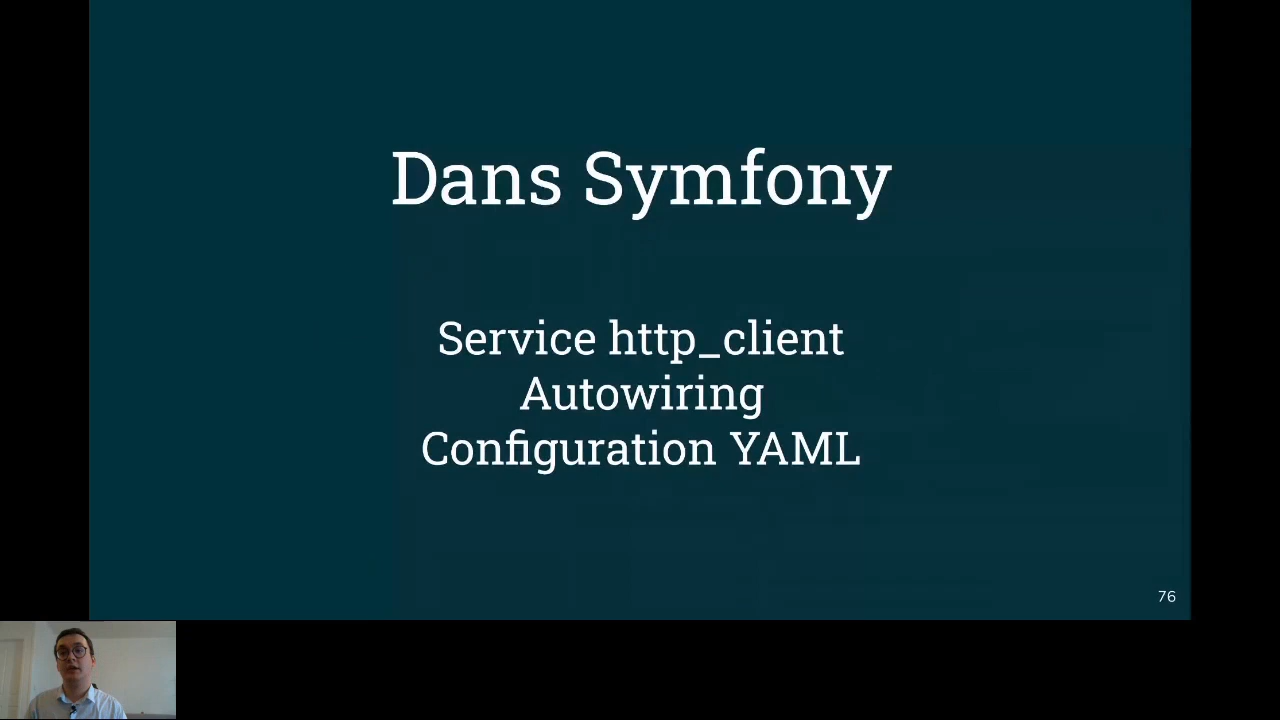 Dans Symfony
Service http_client
Autowiring
Configuration YAML
76